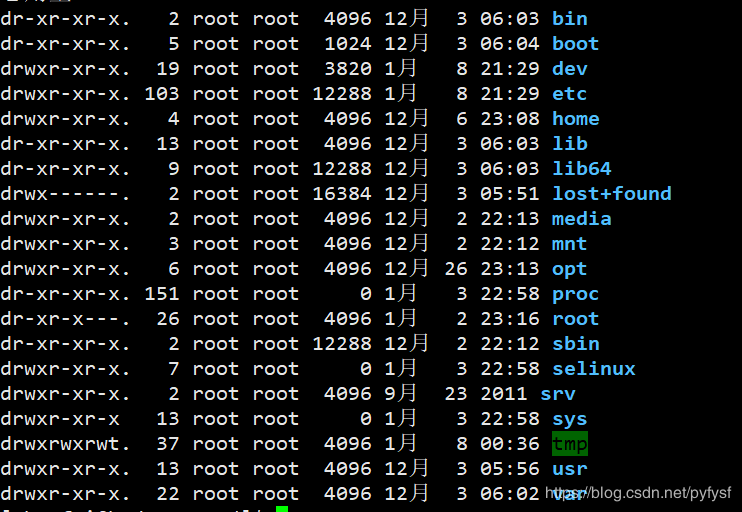 dr-xr-xr-x.   2 root root  4096 12月  3 06:03 bin
dr-xr-xr-x.   5 root root  1024 12月  3 06:04 boot
drwxr-xr-x.  19 root root  3820 1月   8 21:29 dev
drwxr-xr-x. 103 root root 12288 1月   8 21:29 etc
drwxr-xr-x.   4 root root  4096 12月  6 23:08 home
dr-xr-xr-x.  13 root root  4096 12月  3 06:03 lib
dr-xr-xr-x.   9 root root 12288 12月  3 06:03 lib64
drwx------.   2 root root 16384 12月  3 05:51 lost+found
drwxr-xr-x.   2 root root  4096 12月  2 22:13 media
drwxr-xr-x.   3 root root  4096 12月  2 22:12 mnt
drwxr-xr-x.   6 root root  4096 12月 26 23:13 opt
dr-xr-xr-x. 151 root root     0 1月   3 22:58 proc
dr-xr-x---.  26 root root  4096 1月   2 23:16 root
dr-xr-xr-x.   2 root root 12288 12月  2 22:12 sbin
drwxr-xr-x.   7 root root     0 1月   3 22:58 selinux
drwxr-xr-x.   2 root root  4096 9月  23 2011 srv
drwxr-xr-x   13 root root     0 1月   3 22:58 sys
drwxrwxrwt.  37 root root  4096 1月   8 00:36 tmp
drwxr-xr-x.  13 root root  4096 12月  3 05:56 usr
drwxr-xr-x.  22 root root  4096 12月  3 06:02 var
https://blog.csdn.net/pyfysf